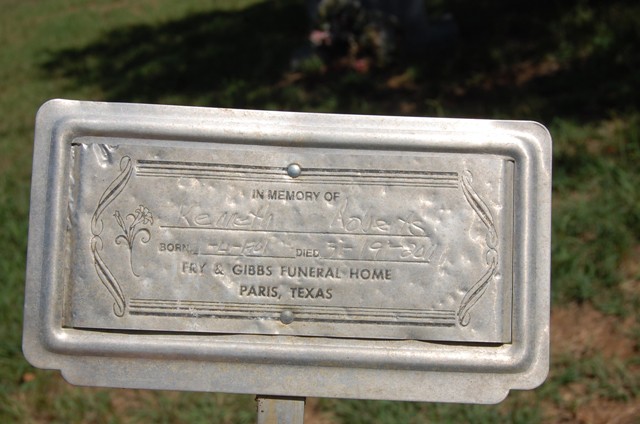 IN MEMORY OF
Kenneth Roberts
BORN DIED
FRY & GIBBS FUNERAL HOME
PARIS, TEXAS